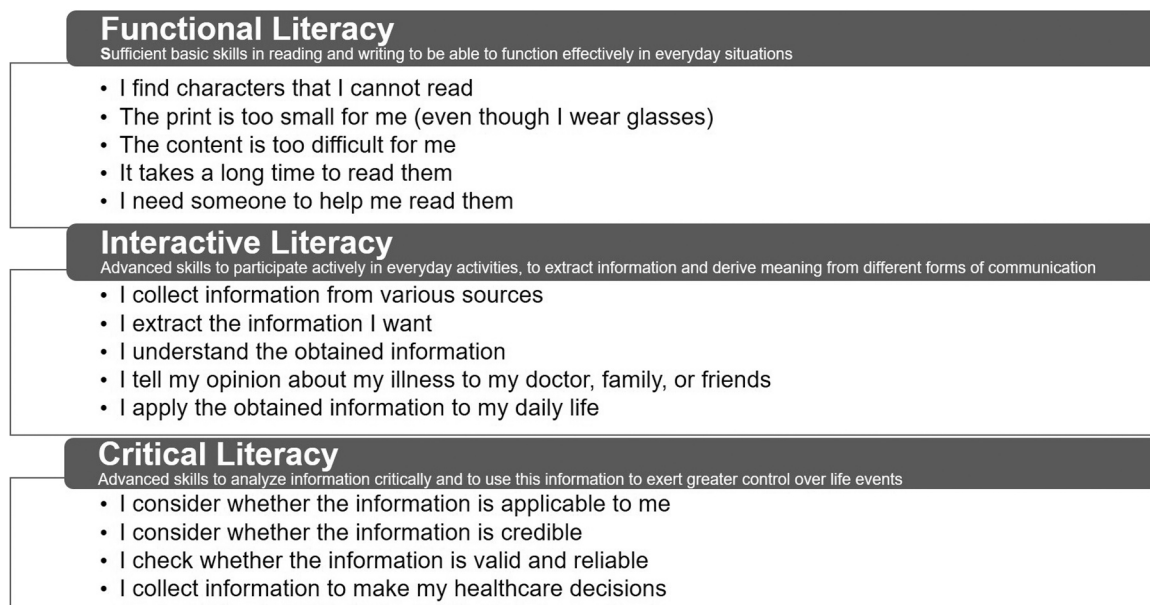 Functional Literacy
Sufficient basic skills in reading and writing to be able to function effectively in everyday situations
• I find characters that I cannot read
• The print is too small for me (even though I wear glasses)
• The content is too difficult for me
• It takes a long time to read them
• I need someone to help me read them
Interactive Literacy
Advanced skills to participate actively in everyday activities, to extract information and derive meaning from different forms of communication
• I collect information from various sources
• I extract the information I want
• I understand the obtained information
• I tell my opinion about my illness to my doctor, family, or friends
• I apply the obtained information to my daily life
Critical Literacy
Advanced skills to analyze information critically and to use this information to exert greater control over life events
• I consider whether the information is applicable to me
• I consider whether the information is credible
• I check whether the information is valid and reliable
• I collect information to make my healthcare decisions